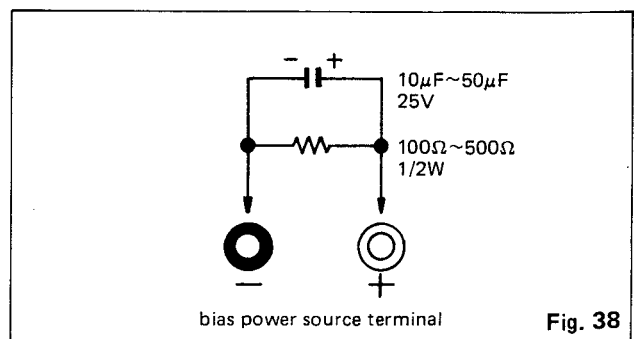 − +
10μF~50μF
25V
100Ω~500Ω
1/2W
− +
bias power source terminal
Fig. 38